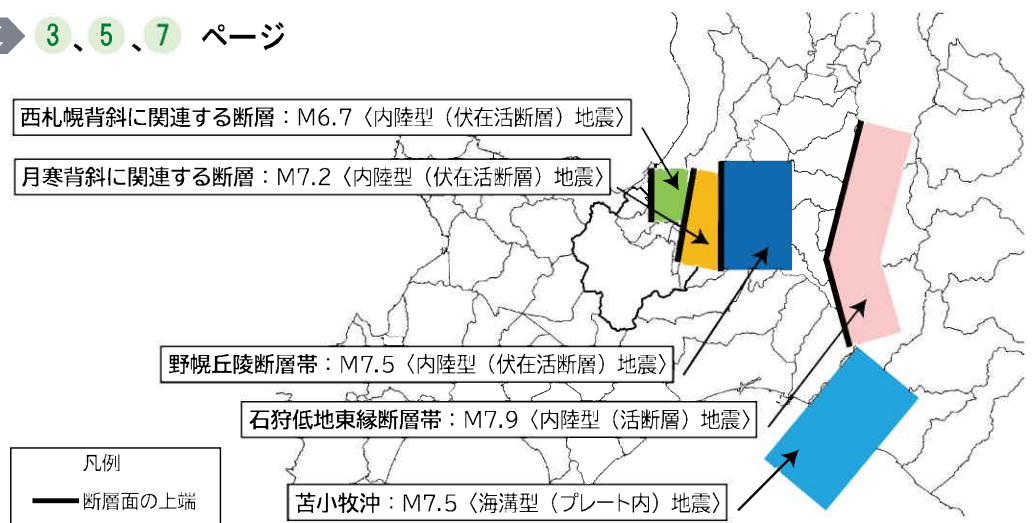 3、5、7 ページ
西札幌背斜に関連する断層：M6.7〈内陸型（伏在活断層）地震〉
月寒背斜に関連する断層：M7.2〈内陸型（伏在活断層）地震〉
野幌丘陵断層帯：M7.5〈内陸型（伏在活断層）地震〉
石狩低地東縁断層帯：M7.9〈内陸型（活断層）地震〉
苫小牧沖：M7.5〈海溝型（プレート内）地震〉
凡例
断層面の上端